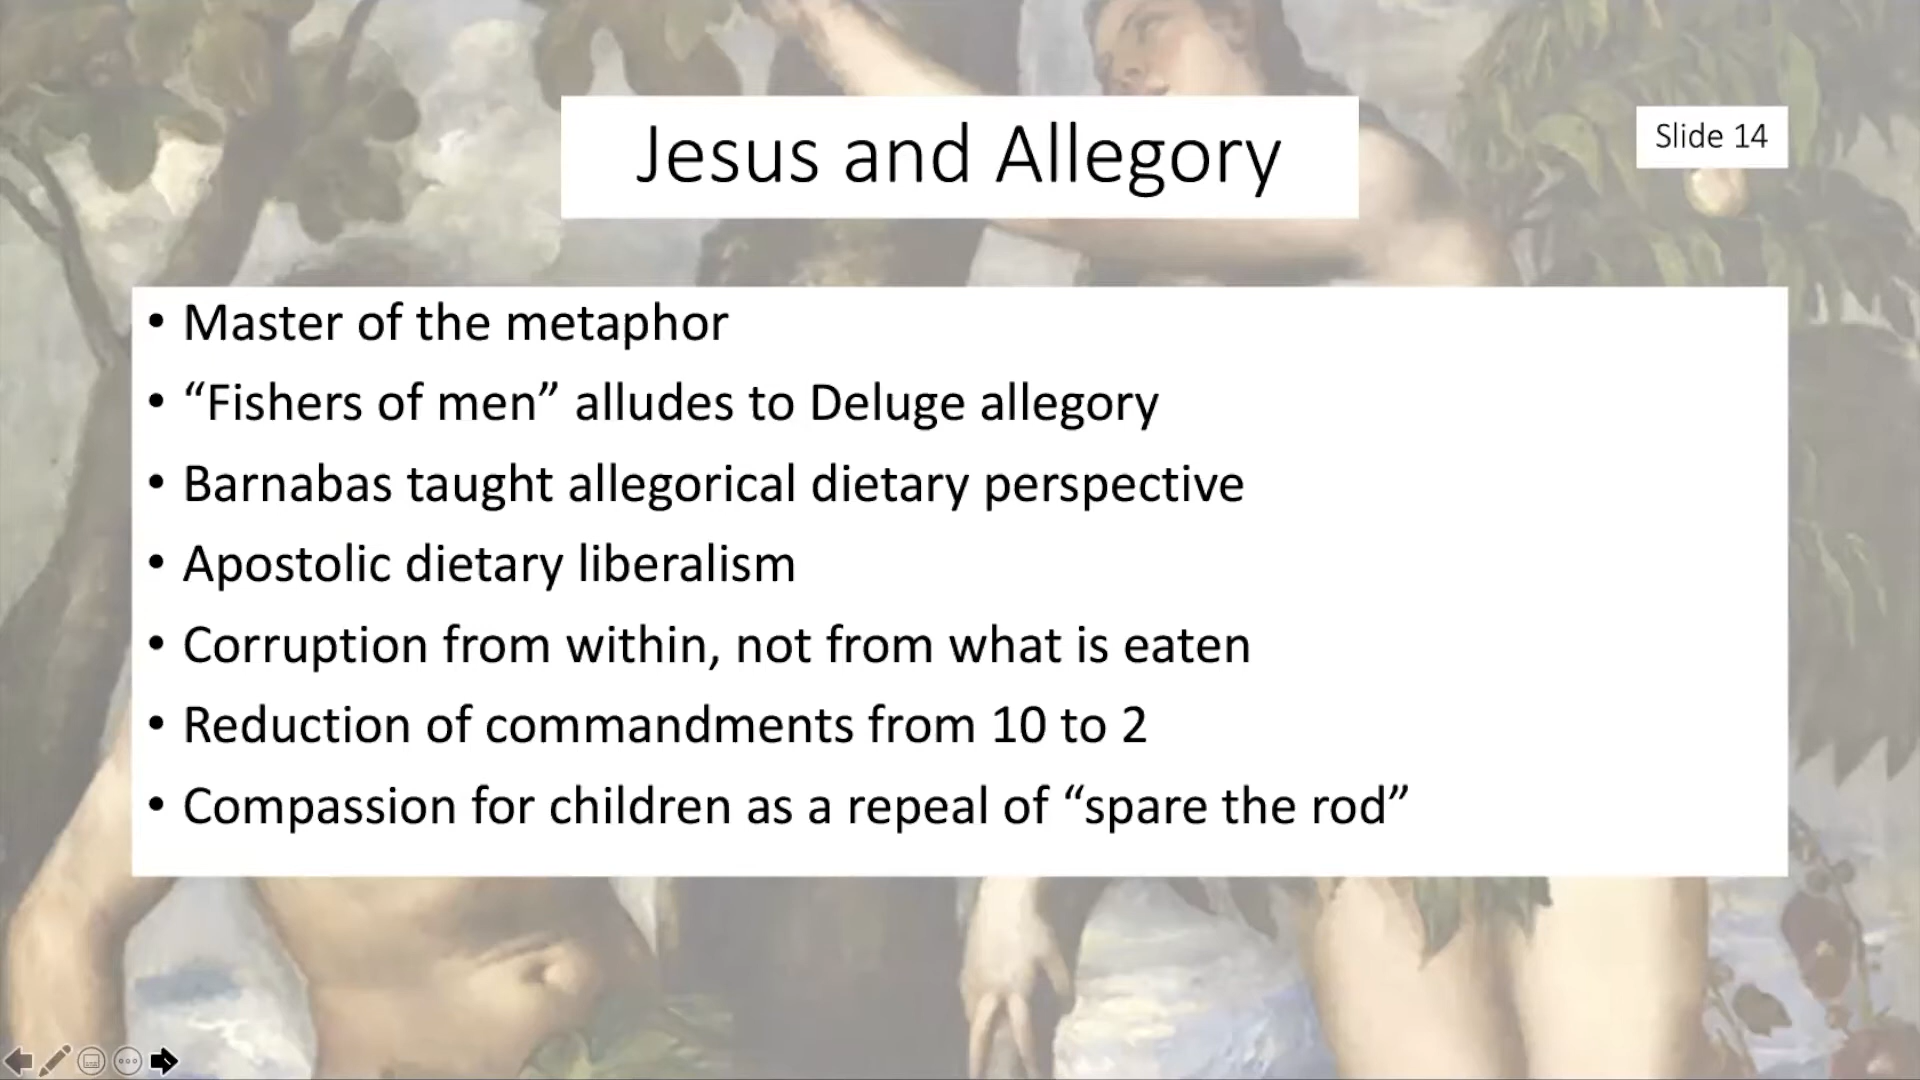 Jesus and Allegory
Slide 14
• Master of the metaphor
• “Fishers of men” alludes to Deluge allegory
• Barnabas taught allegorical dietary perspective
• Apostolic dietary liberalism
• Corruption from within, not from what is eaten
• Reduction of commandments from 10 to 2
• Compassion for children as a repeal of “spare the rod”